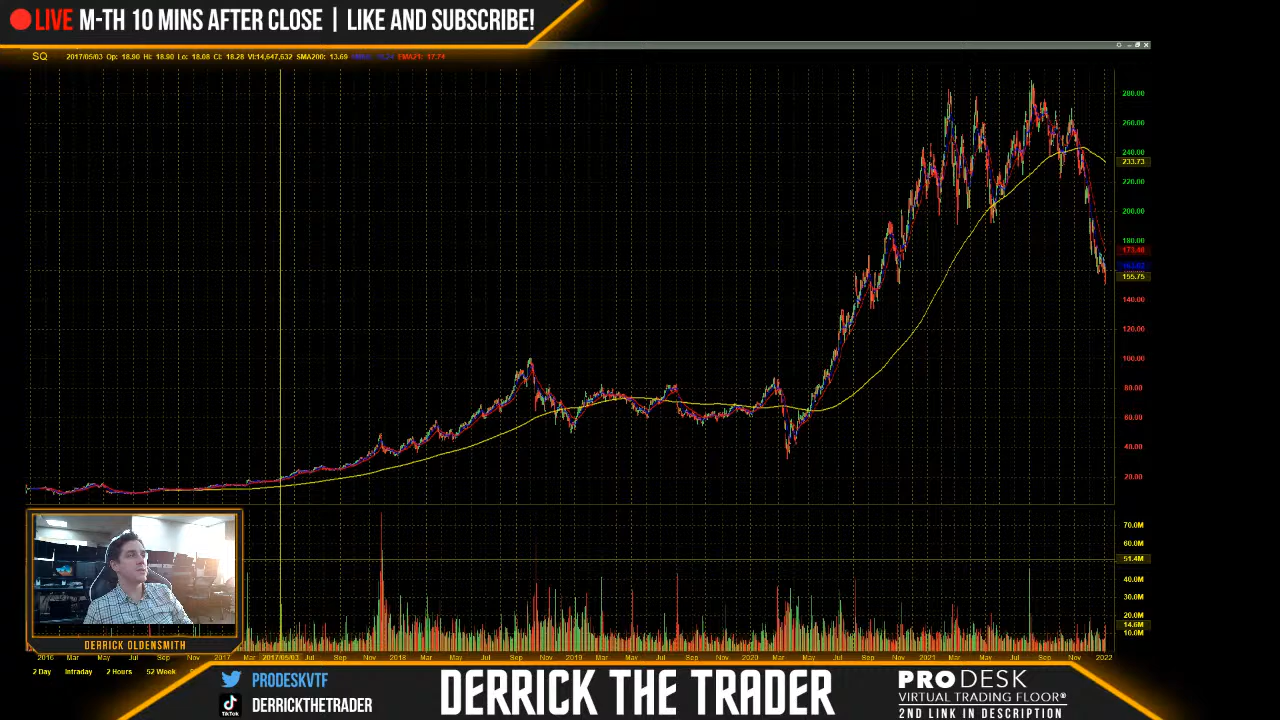 LIVE M-TH 10 MINS AFTER CLOSE | LIKE AND SUBSCRIBE!
SQ 2017/05/03 Op: 18.90 Hi: 18.90 Lo: 18.08 Cl: 18.28 Vl:14,647,632 SMA200: 13.69 EMA21: 17.74
280.00
260.00
240.00
233.73
220.00
200.00
180.00
173.48
155.75
140.00
120.00
100.00
80.00
60.00
40.00
20.00
70.0M
60.0M
51.4M
40.0M
30.0M
20.0M
14.6M
10.0M
DERRICK OLDENSMITH
2016 Mar May Jul Sep Nov 2017 Mar 2017/05/03 Jul Sep Nov 2018 Mar May Jul Sep Nov 2019 Mar May Jul Sep Nov 2020 Mar May Jul Sep Nov 2021 Mar May Jul Sep Nov 2022
2 Day Intraday 2 Hours 52 Week
PRODESKVTF
TikTok
DERRICKTHETRADER
DERRICK THE TRADER
PRODESK
VIRTUAL TRADING FLOOR®
2ND LINK IN DESCRIPTION